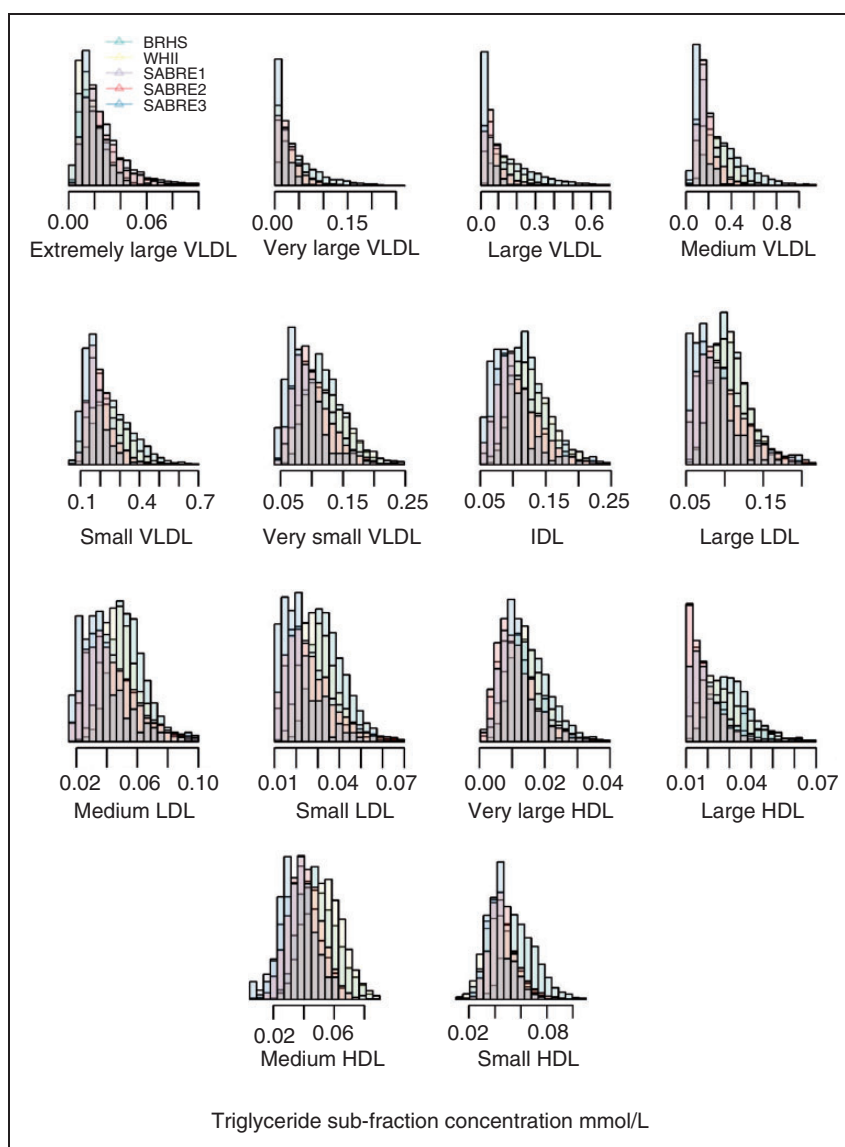 BRHS
WHII
SABRE1
SABRE2
SABRE3
0.00 0.06
Extremely large VLDL
0.00 0.15
Very large VLDL
0.0 0.3 0.6
Large VLDL
0.0 0.4 0.8
Medium VLDL
0.1 0.4 0.7
Small VLDL
0.05 0.15 0.25
Very small VLDL
0.05 0.15 0.25
IDL
0.05 0.15
Large LDL
0.02 0.06 0.10
Medium LDL
0.01 0.04 0.07
Small LDL
0.00 0.02 0.04
Very large HDL
0.01 0.04 0.07
Large HDL
0.02 0.06
Medium HDL
0.02 0.08
Small HDL
Triglyceride sub-fraction concentration mmol/L